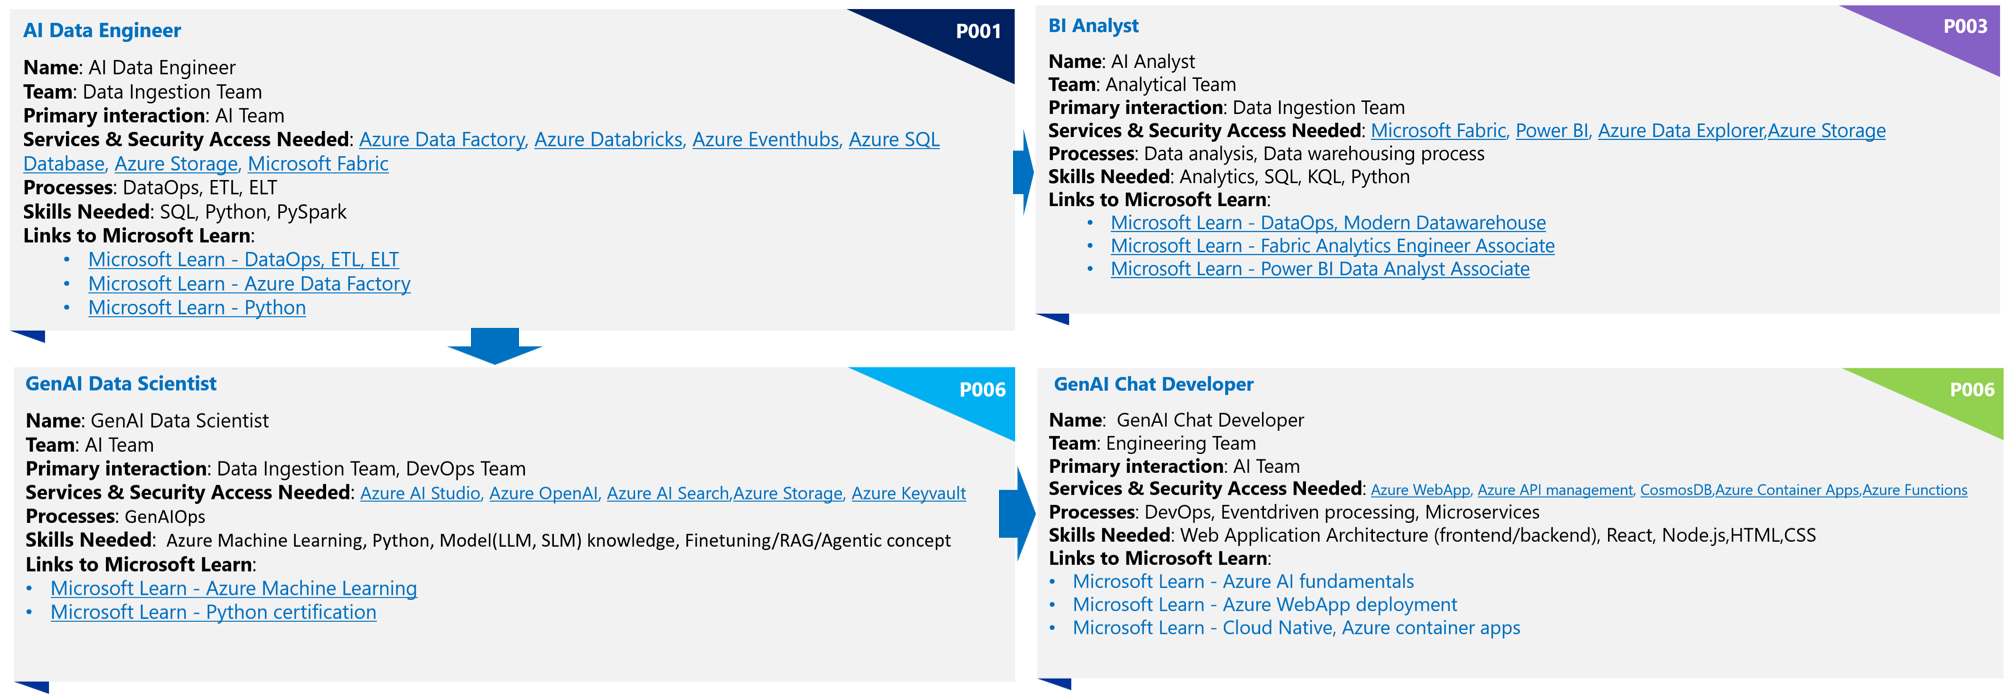 AI Data Engineer
P001
Name: AI Data Engineer
Team: Data Ingestion Team
Primary interaction: AI Team
Services & Security Access Needed: Azure Data Factory, Azure Databricks, Azure Eventhubs, Azure SQL
Database, Azure Storage, Microsoft Fabric
Processes: DataOps, ETL, ELT
Skills Needed: SQL, Python, PySpark
Links to Microsoft Learn:
• Microsoft Learn - DataOps, ETL, ELT
• Microsoft Learn - Azure Data Factory
• Microsoft Learn - Python
BI Analyst
P003
Name: AI Analyst
Team: Analytical Team
Primary interaction: Data Ingestion Team
Services & Security Access Needed: Microsoft Fabric, Power BI, Azure Data Explorer,Azure Storage
Processes: Data analysis, Data warehousing process
Skills Needed: Analytics, SQL, KQL, Python
Links to Microsoft Learn:
• Microsoft Learn - DataOps, Modern Datawarehouse
• Microsoft Learn - Fabric Analytics Engineer Associate
• Microsoft Learn - Power BI Data Analyst Associate
GenAI Data Scientist
P006
Name: GenAI Data Scientist
Team: AI Team
Primary interaction: Data Ingestion Team, DevOps Team
Services & Security Access Needed: Azure AI Studio, Azure OpenAI, Azure AI Search,Azure Storage, Azure Keyvault
Processes: GenAIOps
Skills Needed: Azure Machine Learning, Python, Model(LLM, SLM) knowledge, Finetuning/RAG/Agentic concept
Links to Microsoft Learn:
• Microsoft Learn - Azure Machine Learning
• Microsoft Learn - Python certification
GenAI Chat Developer
P006
Name: GenAI Chat Developer
Team: Engineering Team
Primary interaction: AI Team
Services & Security Access Needed: Azure WebApp, Azure API management, CosmosDB,Azure Container Apps,Azure Functions
Processes: DevOps, Eventdriven processing, Microservices
Skills Needed: Web Application Architecture (frontend/backend), React, Node.js,HTML,CSS
Links to Microsoft Learn:
• Microsoft Learn - Azure AI fundamentals
• Microsoft Learn - Azure WebApp deployment
• Microsoft Learn - Cloud Native, Azure container apps